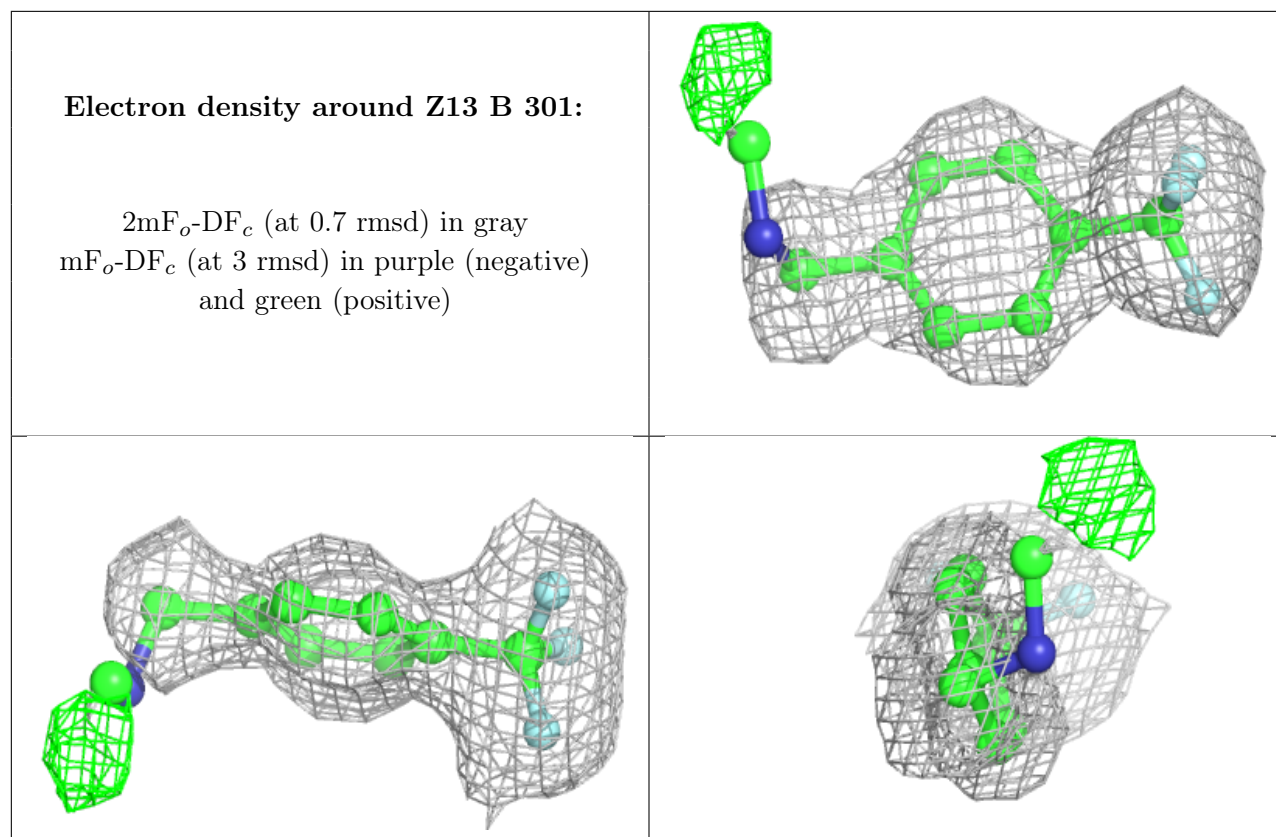 Electron density around Z13 B 301:
2mFₒ-DF𝒸 (at 0.7 rmsd) in gray
mFₒ-DF𝒸 (at 3 rmsd) in purple (negative)
and green (positive)